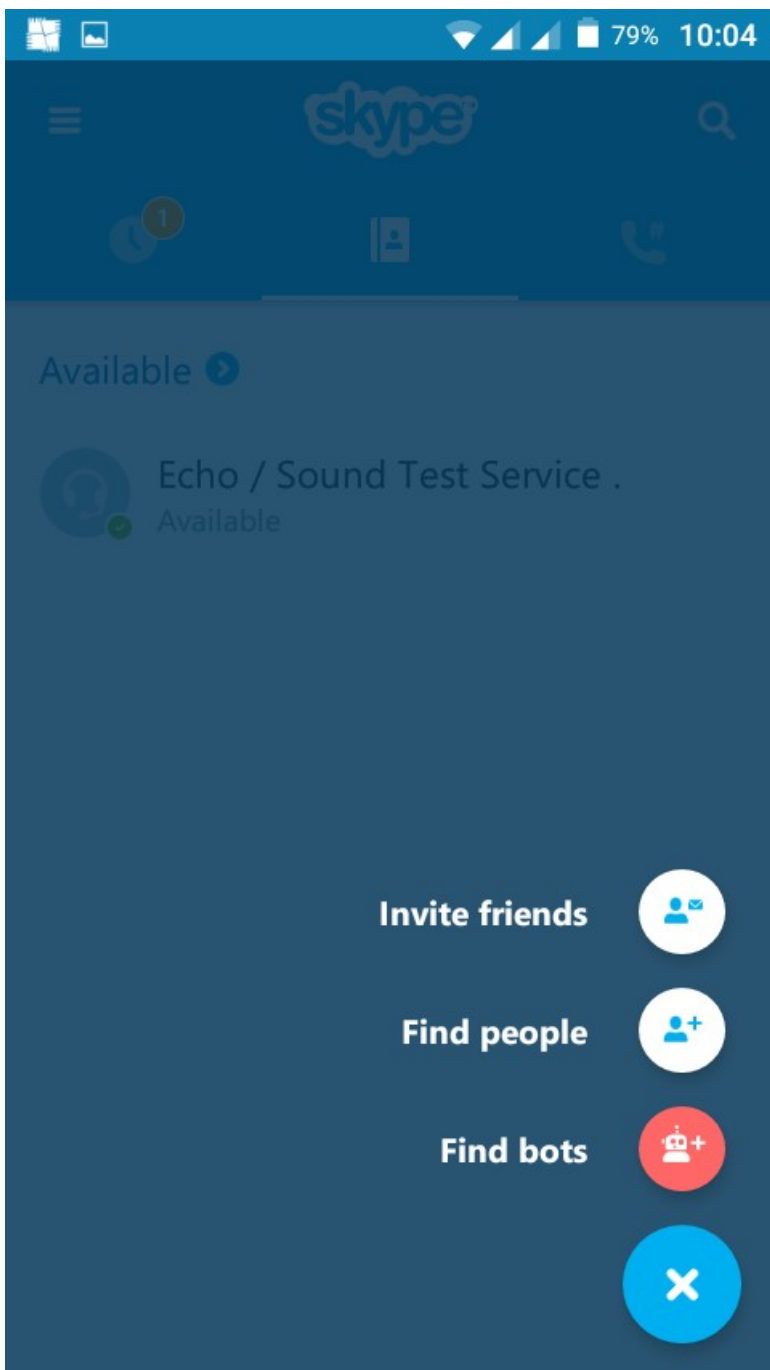 79% 10:04
skype
1
Available
Echo / Sound Test Service .
Available
Invite friends
Find people
Find bots